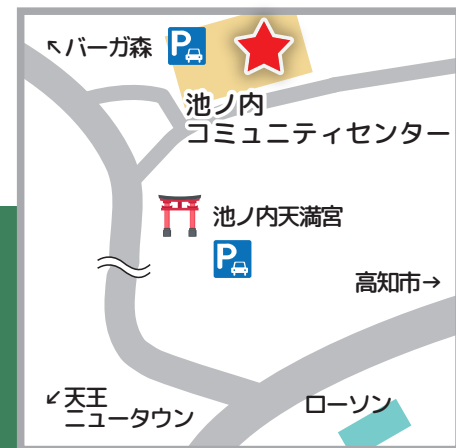 ↖バーガ森
P
池ノ内
コミュニティセンター
池ノ内天満宮
P
高知市→
↙天王
ニュータウン
ローソン